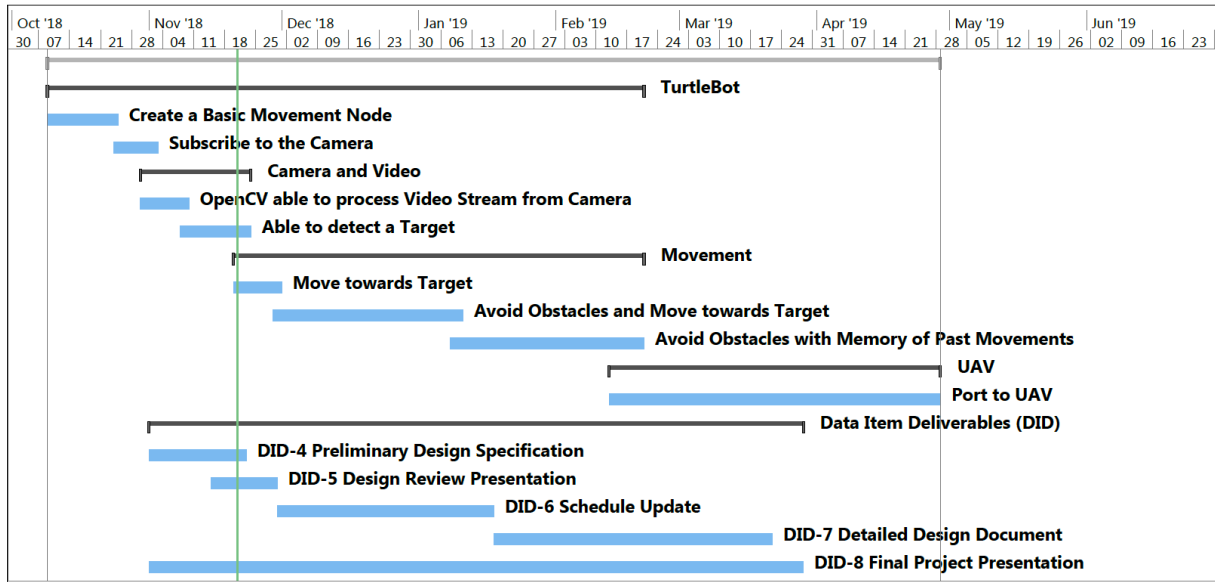 Oct '18 Nov '18 Dec '18 Jan '19 Feb '19 Mar '19 Apr '19 May '19 Jun '19
30 07 14 21 28 04 11 18 25 02 09 16 23 30 06 13 20 27 03 10 17 24 03 10 17 24 31 07 14 21 28 05 12 19 26 02 09 16 23
TurtleBot
Create a Basic Movement Node
Subscribe to the Camera
Camera and Video
OpenCV able to process Video Stream from Camera
Able to detect a Target
Movement
Move towards Target
Avoid Obstacles and Move towards Target
Avoid Obstacles with Memory of Past Movements
UAV
Port to UAV
Data Item Deliverables (DID)
DID-4 Preliminary Design Specification
DID-5 Design Review Presentation
DID-6 Schedule Update
DID-7 Detailed Design Document
DID-8 Final Project Presentation